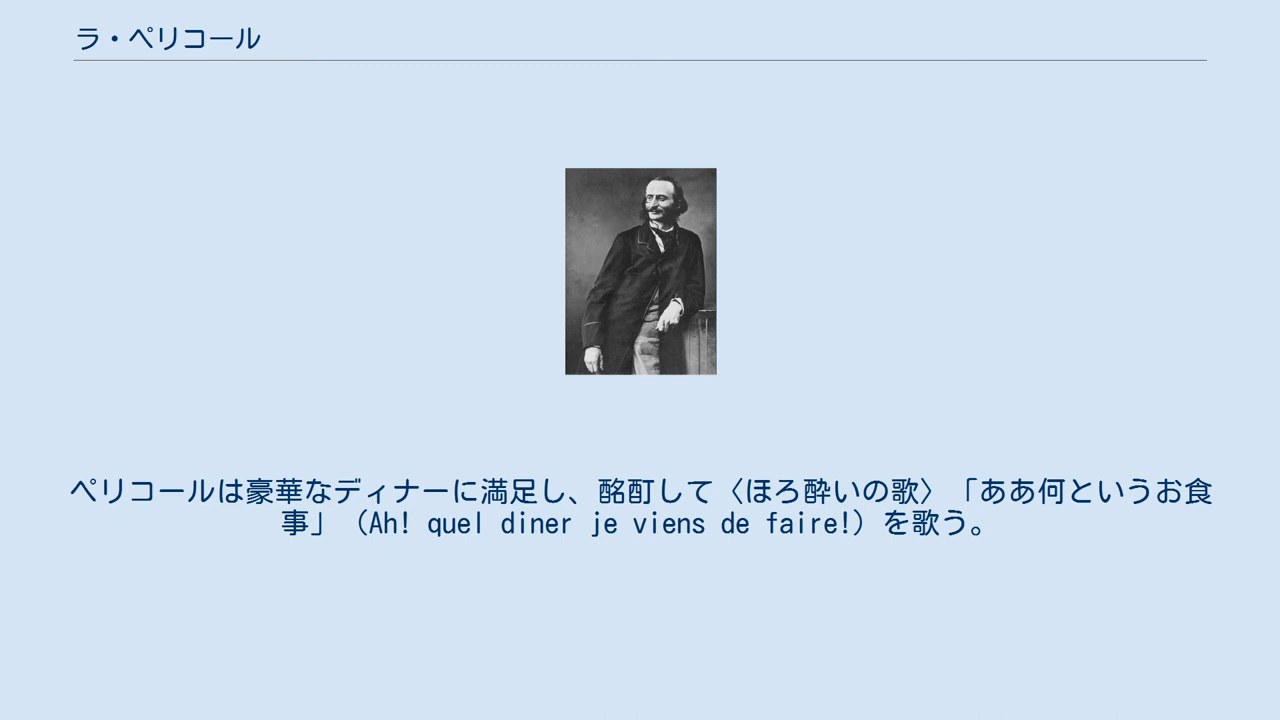 ラ・ペリコール
ペリコールは豪華なディナーに満足し、酩酊して〈ほろ酔いの歌〉「ああ何というお食
事」（Ah! quel diner je viens de faire!）を歌う。